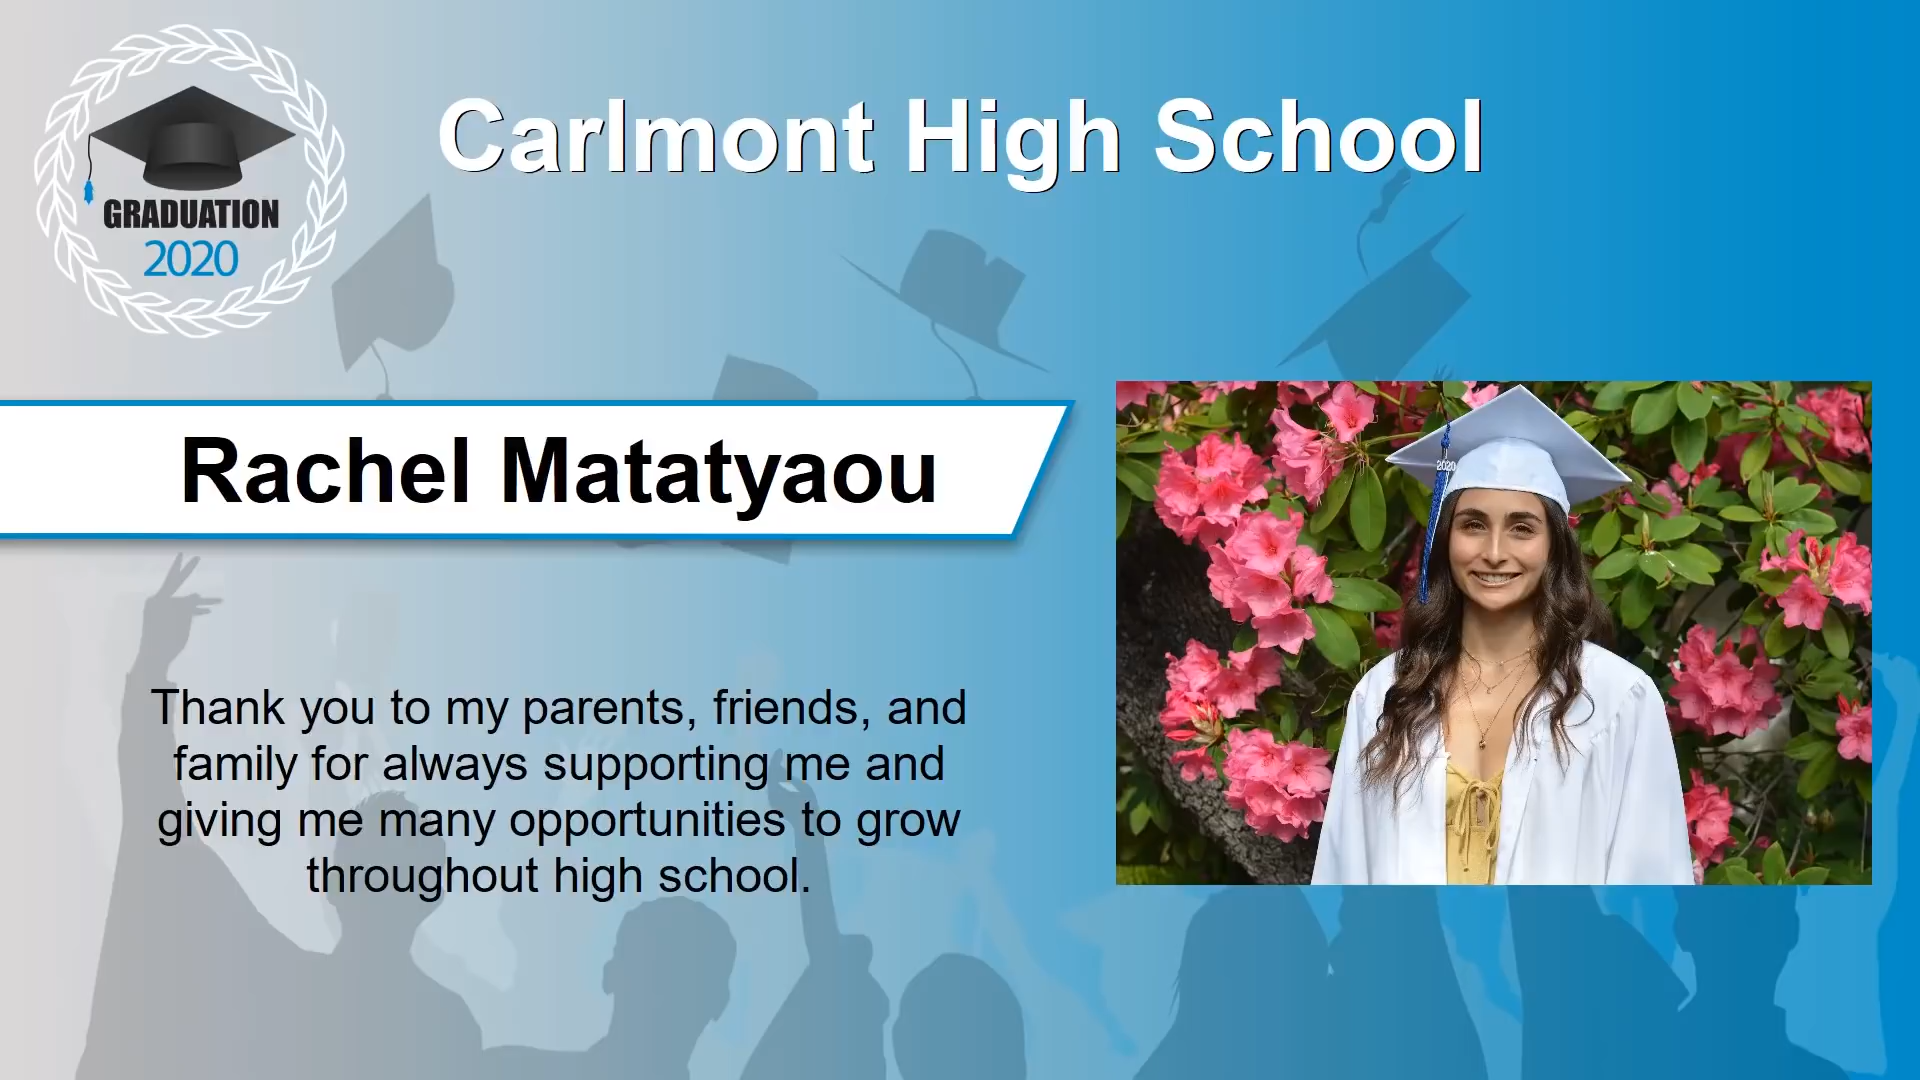 GRADUATION
2020
Carlmont High School
Rachel Matatyaou
2020
Thank you to my parents, friends, and
family for always supporting me and
giving me many opportunities to grow
throughout high school.